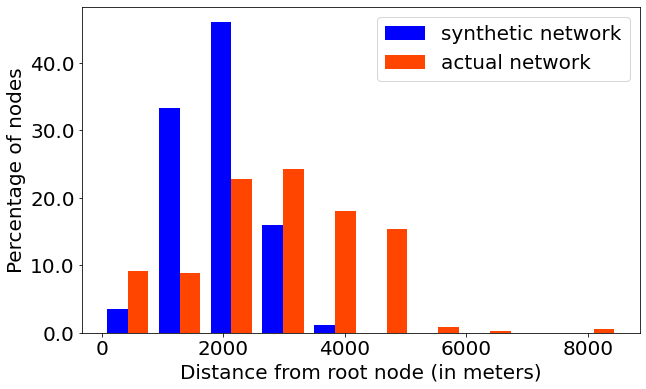 synthetic network
actual network
Percentage of nodes
40.0
30.0
20.0
10.0
0.0
0 2000 4000 6000 8000
Distance from root node (in meters)